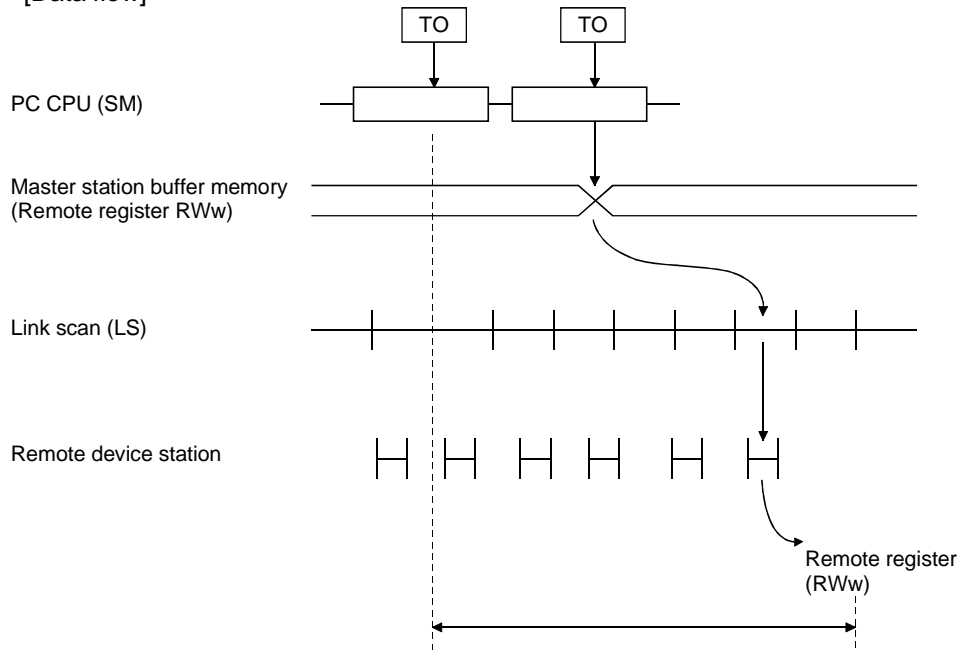 [Data flow]
TO TO
PC CPU (SM)
Master station buffer memory
(Remote register RWw)
Link scan (LS)
Remote device station
Remote register
(RWw)